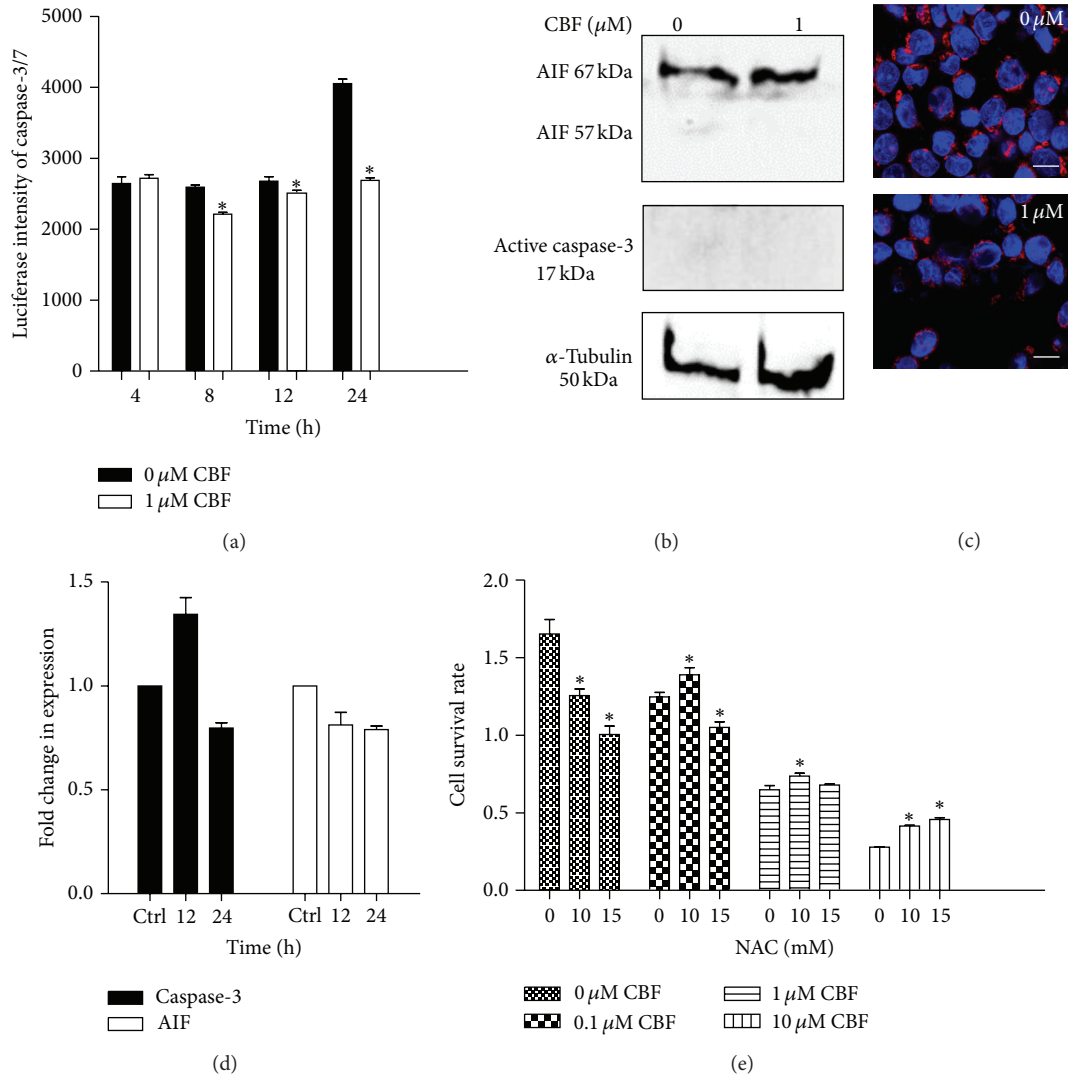 Luciferase intensity of caspase-3/7
5000
4000
3000
2000
1000
0
*
*
*
4 8 12 24
Time (h)
0 μM CBF
1 μM CBF
(a)
CBF (μM) 0 1
AIF 67 kDa
AIF 57 kDa
Active caspase-3
17 kDa
α-Tubulin
50 kDa
(b)
0 μM
1 μM
(c)
Fold change in expression
1.5
1.0
0.5
0.0
Ctrl 12 24 Ctrl 12 24
Time (h)
Caspase-3
AIF
(d)
Cell survival rate
2.0
1.5
1.0
0.5
0.0
* * * * * * *
0 10 15 0 10 15 0 10 15 0 10 15
NAC (mM)
0 μM CBF
0.1 μM CBF
1 μM CBF
10 μM CBF
(e)